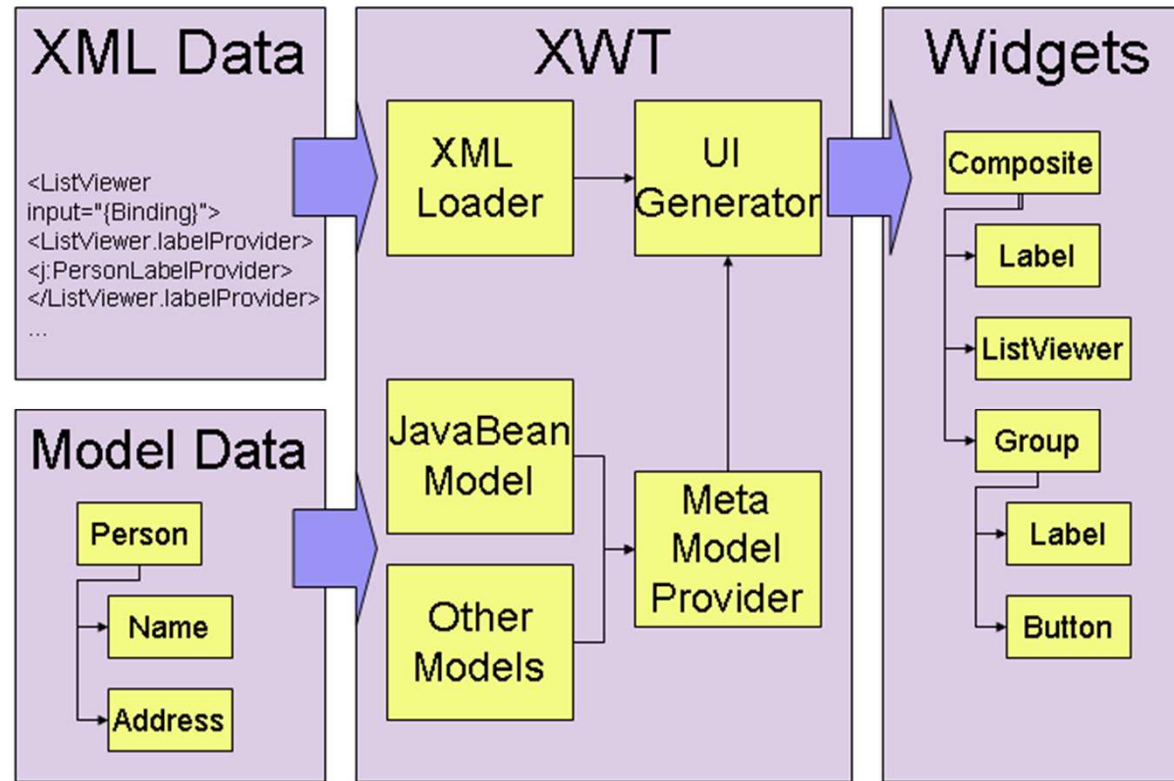 XML Data
<ListViewer
input="{Binding}">
<ListViewer.labelProvider>
<j:PersonLabelProvider>
</ListViewer.labelProvider>
...
Model Data
Person
Name
Address
XWT
XML
Loader
UI
Generator
JavaBean
Model
Other
Models
Meta
Model
Provider
Widgets
Composite
Label
ListViewer
Group
Label
Button